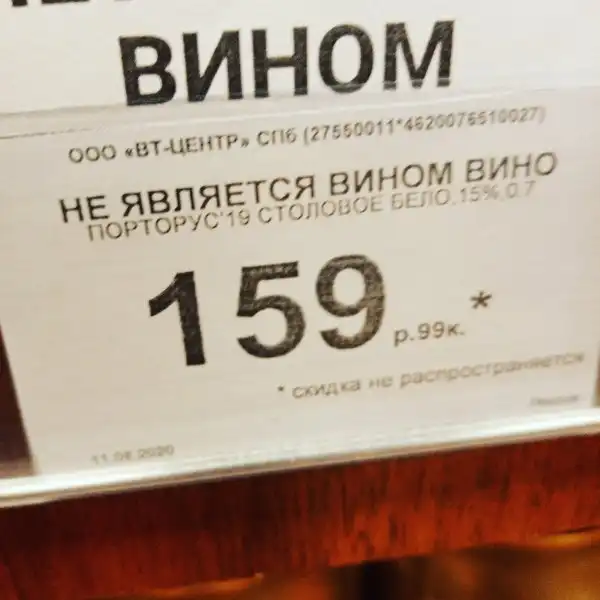 ВИНОМ
ООО «ВТ-ЦЕНТР» СПб (27550011*4620076510027)
НЕ ЯВЛЯЕТСЯ ВИНОМ ВИНО
ПОРТОРУС'19 СТОЛОВОЕ БЕЛО.15%,0.7
159 р.99к. *
* скидка не распространяется
11.08.2020